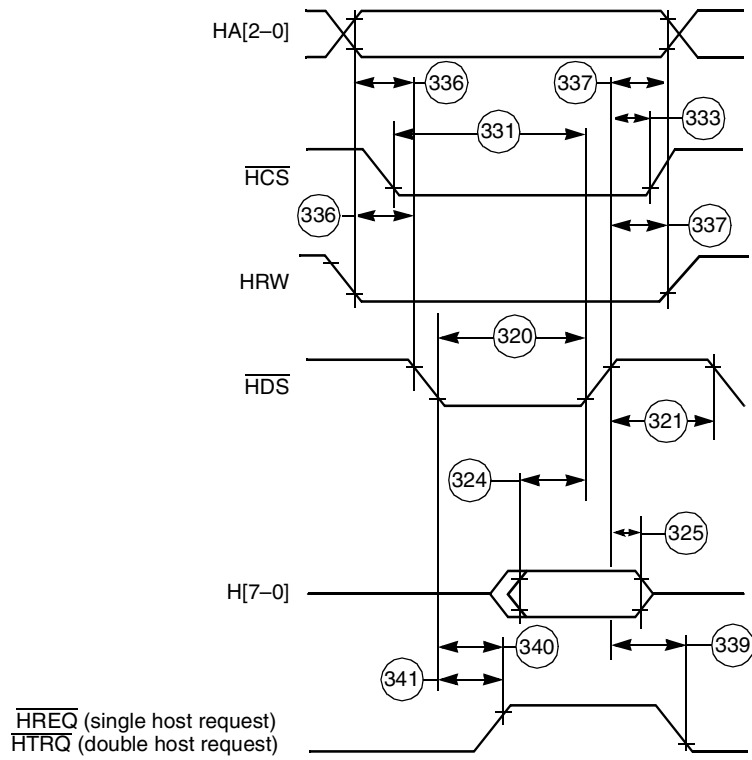 HA[2–0]
336
337
333
331
HCS
336
337
HRW
320
HDS
321
324
325
H[7–0]
340
339
341
HREQ (single host request)
HTRQ (double host request)